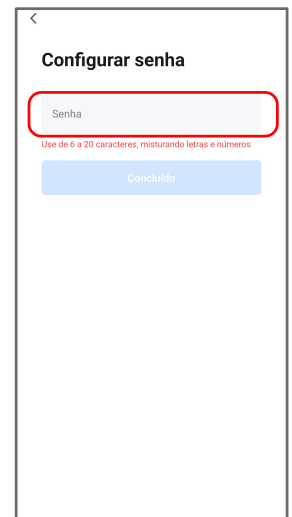 Configurar senha
Senha
Use de 6 a 20 caracteres, misturando letras e números
Concluído